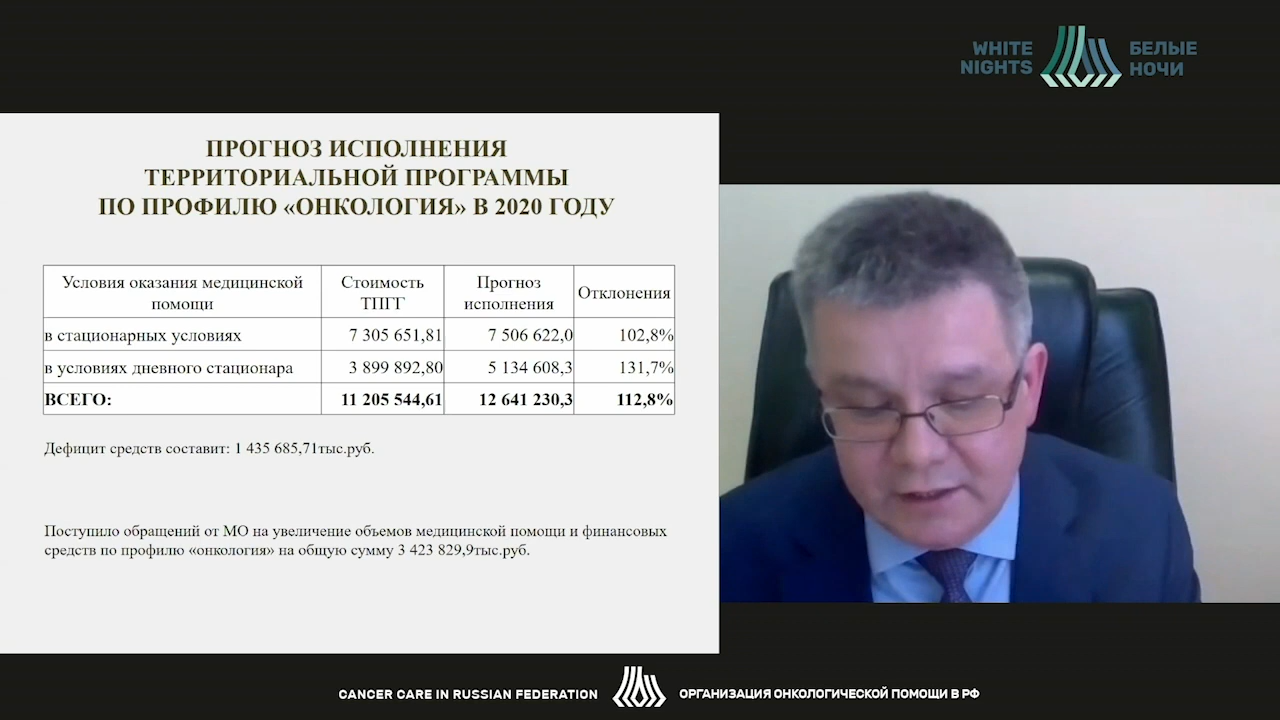 WHITE
NIGHTS
БЕЛЫЕ
НОЧИ
ПРОГНОЗ ИСПОЛНЕНИЯ
ТЕРРИТОРИАЛЬНОЙ ПРОГРАММЫ
ПО ПРОФИЛЮ «ОНКОЛОГИЯ» В 2020 ГОДУ
Условия оказания медицинской
помощи
Стоимость
ТПГГ
Прогноз
исполнения
Отклонения
в стационарных условиях 7 305 651,81 7 506 622,0 102,8%
в условиях дневного стационара 3 899 892,80 5 134 608,3 131,7%
ВСЕГО: 11 205 544,61 12 641 230,3 112,8%
Дефицит средств составит: 1 435 685,71тыс.руб.
Поступило обращений от МО на увеличение объемов медицинской помощи и финансовых
средств по профилю «онкология» на общую сумму 3 423 829,9тыс.руб.
CANCER CARE IN RUSSIAN FEDERATION
ОРГАНИЗАЦИЯ ОНКОЛОГИЧЕСКОЙ ПОМОЩИ В РФ